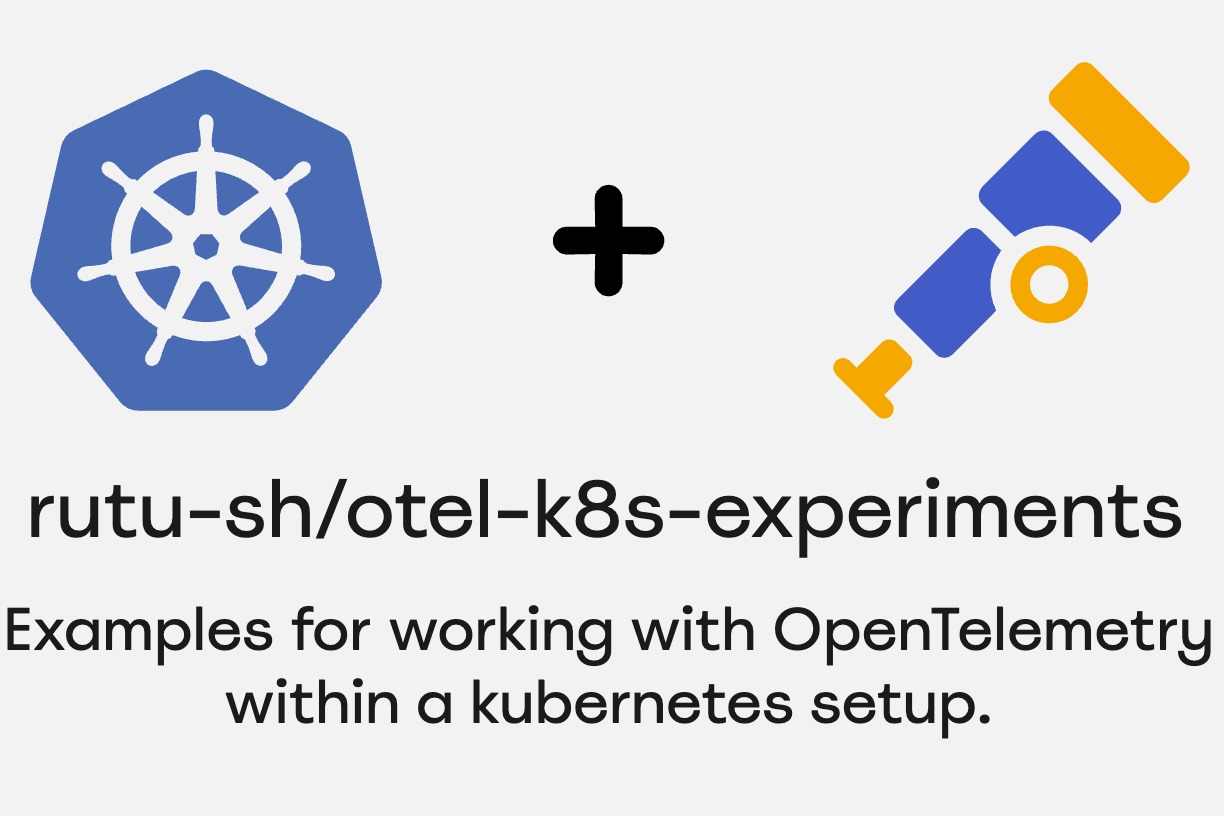 rutu-sh/otel-k8s-experiments
Examples for working with OpenTelemetry
within a kubernetes setup.